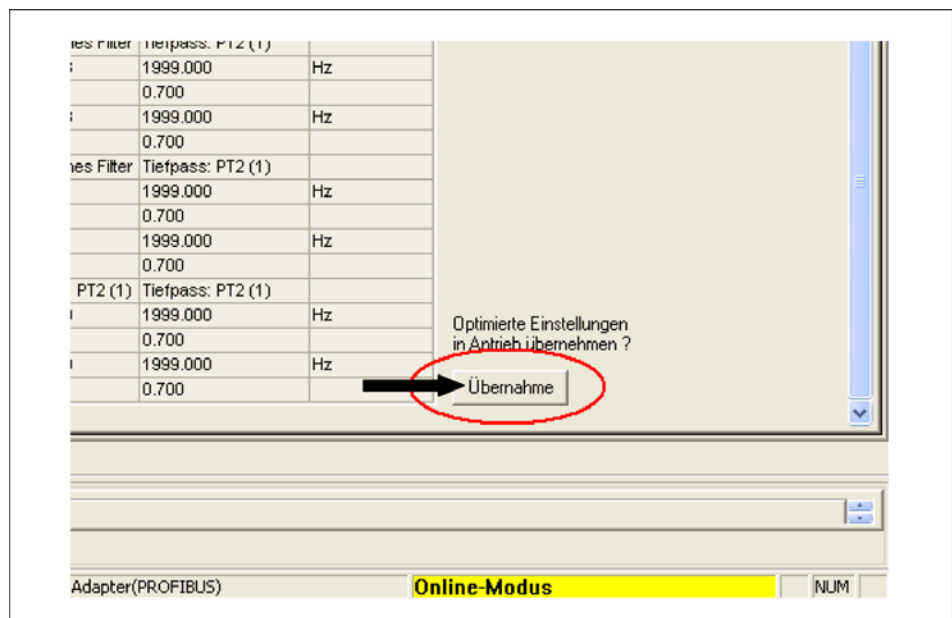 nes Filter Tiefpass: PT2 (1)
1999.000 Hz
0.700
1999.000 Hz
0.700
nes Filter Tiefpass: PT2 (1)
1999.000 Hz
0.700
1999.000 Hz
0.700
PT2 (1) Tiefpass: PT2 (1)
1999.000 Hz
0.700
1999.000 Hz
0.700
Optimierte Einstellungen
in Antrieb übernehmen ?
Übernahme
Adapter(PROFIBUS) Online-Modus NUM